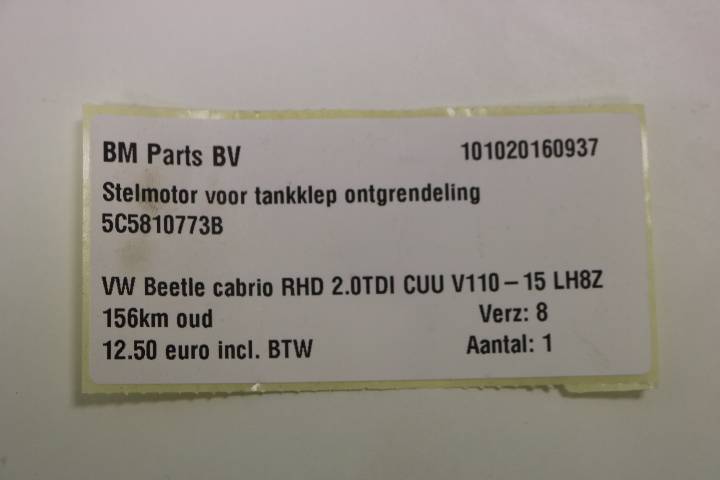 BM Parts BV 101020160937
Stelmotor voor tankklep ontgrendeling
5C5810773B
VW Beetle cabrio RHD 2.0TDI CUU V110-15 LH8Z
156km oud Verz: 8
12.50 euro incl. BTW Aantal: 1